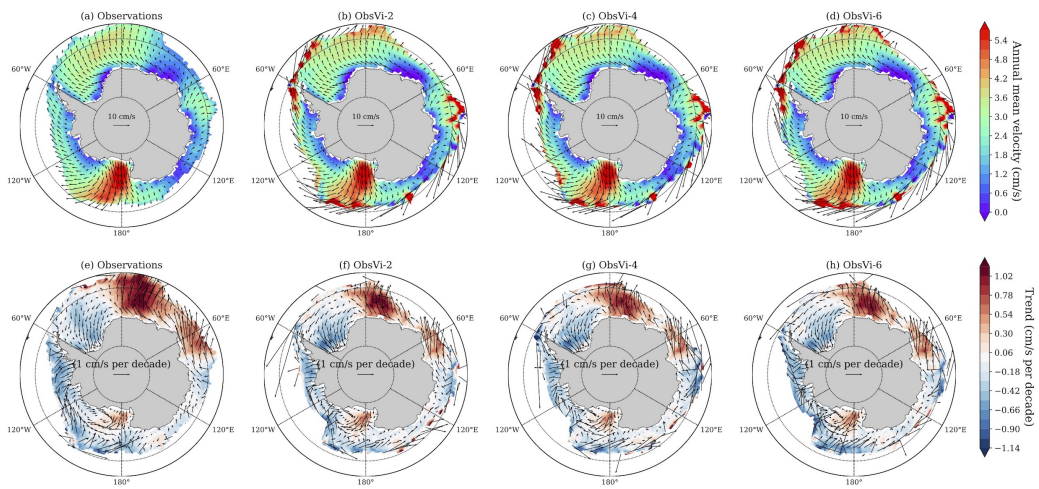 (a) Observations
(b) ObsVi-2
(c) ObsVi-4
(d) ObsVi-6
60°W
60°E
60°W
60°E
60°W
60°E
60°W
60°E
10 cm/s
10 cm/s
10 cm/s
10 cm/s
120°W
120°E
120°W
120°E
120°W
120°E
120°W
120°E
180°
180°
180°
180°
5.4
4.8
4.2
3.6
3.0
2.4
1.8
1.2
0.6
0.0
Annual mean velocity (cm/s)
(e) Observations
(f) ObsVi-2
(g) ObsVi-4
(h) ObsVi-6
60°W
60°E
60°W
60°E
60°W
60°E
60°W
60°E
(1 cm/s per decade)
(1 cm/s per decade)
(1 cm/s per decade)
(1 cm/s per decade)
120°W
120°E
120°W
120°E
120°W
120°E
120°W
120°E
180°
180°
180°
180°
1.02
0.78
0.54
0.30
0.06
−0.18
−0.42
−0.66
−0.90
−1.14
Trend (cm/s per decade)